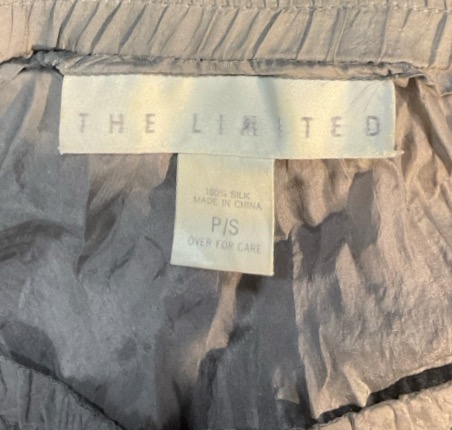 THE LIMITED
100% SILK
MADE IN CHINA
P/S
OVER FOR CARE